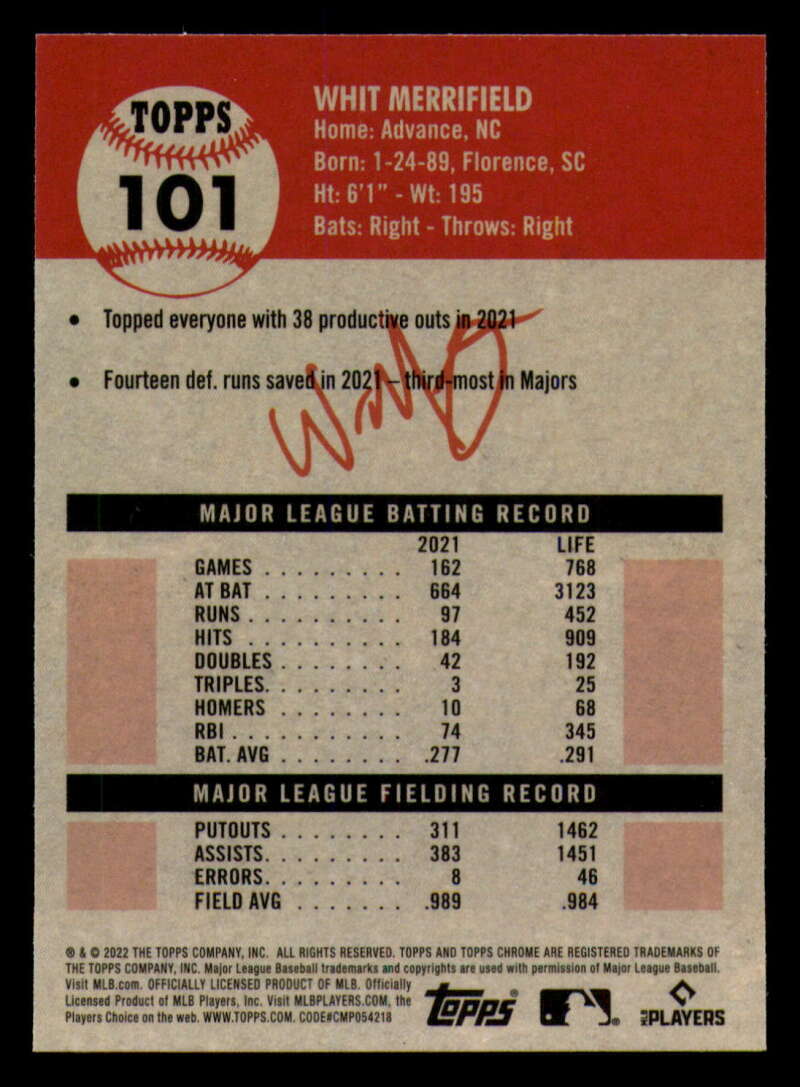 TOPPS
101
WHIT MERRIFIELD
Home: Advance, NC
Born: 1-24-89, Florence, SC
Ht: 6'1" - Wt: 195
Bats: Right - Throws: Right
• Topped everyone with 38 productive outs in 2021
• Fourteen def. runs saved in 2021 – third-most in Majors
MAJOR LEAGUE BATTING RECORD
2021 LIFE
GAMES . . . . . . . . . 162 768
AT BAT . . . . . . . . . 664 3123
RUNS . . . . . . . . . . 97 452
HITS . . . . . . . . . . 184 909
DOUBLES . . . . . . . . 42 192
TRIPLES. . . . . . . . . 3 25
HOMERS . . . . . . . . 10 68
RBI . . . . . . . . . . . 74 345
BAT. AVG . . . . . . . . .277 .291
MAJOR LEAGUE FIELDING RECORD
PUTOUTS . . . . . . . . 311 1462
ASSISTS. . . . . . . . . 383 1451
ERRORS. . . . . . . . . 8 46
FIELD AVG . . . . . . . .989 .984
® & © 2022 THE TOPPS COMPANY, INC. ALL RIGHTS RESERVED. TOPPS AND TOPPS CHROME ARE REGISTERED TRADEMARKS OF
THE TOPPS COMPANY, INC. Major League Baseball trademarks and copyrights are used with permission of Major League Baseball.
Visit MLB.com. OFFICIALLY LICENSED PRODUCT OF MLB. Officially
Licensed Product of MLB Players, Inc. Visit MLBPLAYERS.COM, the
Players Choice on the web. WWW.TOPPS.COM. CODE#CMP054218
TOPPS®
MLB PLAYERS